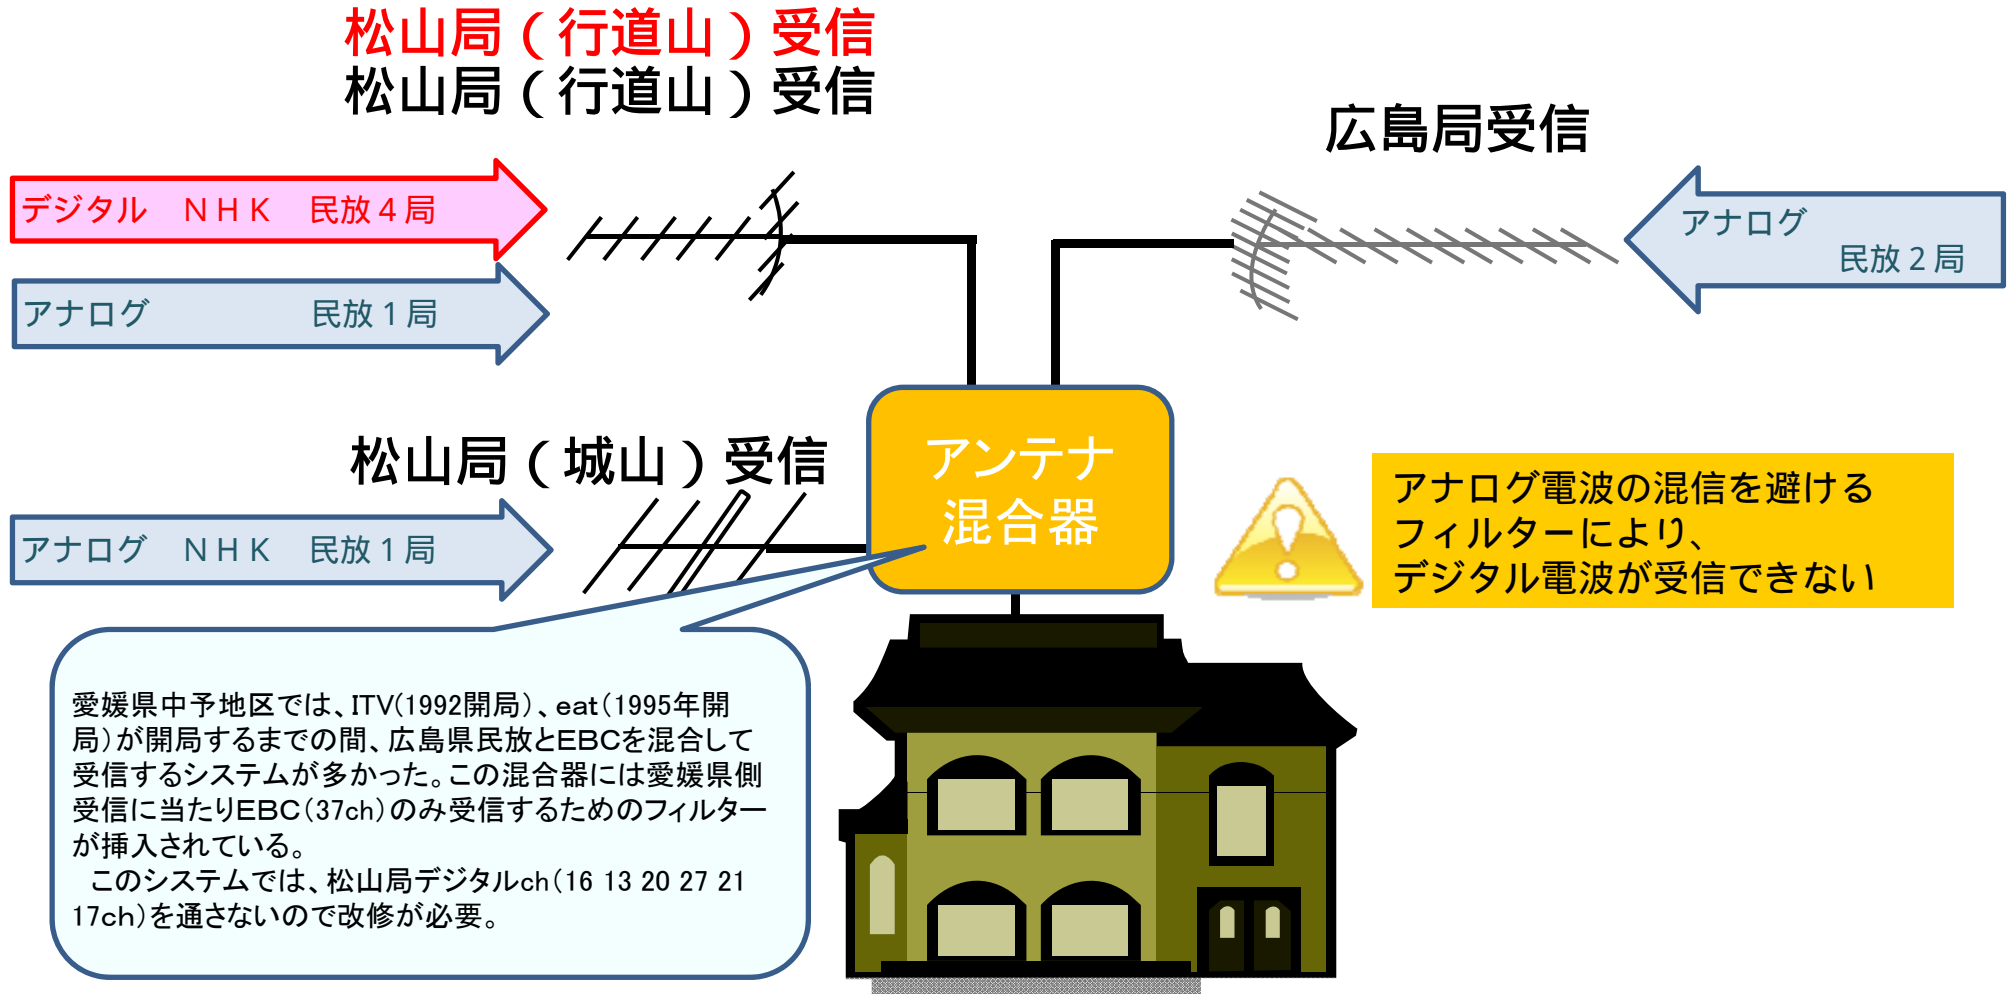 松山局（行道山）受信
松山局（行道山）受信
広島局受信
デジタル　ＮＨＫ　民放４局
アナログ　　　　　民放１局
アナログ
民放２局
松山局（城山）受信
アナログ　ＮＨＫ　民放１局
アンテナ
混合器
アナログ電波の混信を避ける
フィルターにより、
デジタル電波が受信できない
愛媛県中予地区では、ITV(1992開局）、eat（1995年開
局）が開局するまでの間、広島県民放とEBCを混合して
受信するシステムが多かった。この混合器には愛媛県側
受信に当たりEBC（37ch）のみ受信するためのフィルター
が挿入されている。
　このシステムでは、松山局デジタルch（16 13 20 27 21
17ch）を通さないので改修が必要。